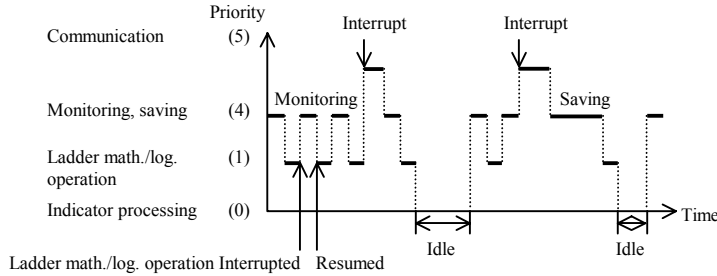 Priority
Communication (5) Interrupt Interrupt
Monitoring, saving (4) Monitoring Saving
Ladder math./log. operation (1)
Indicator processing (0) Time
Idle Idle
Ladder math./log. operation Interrupted Resumed